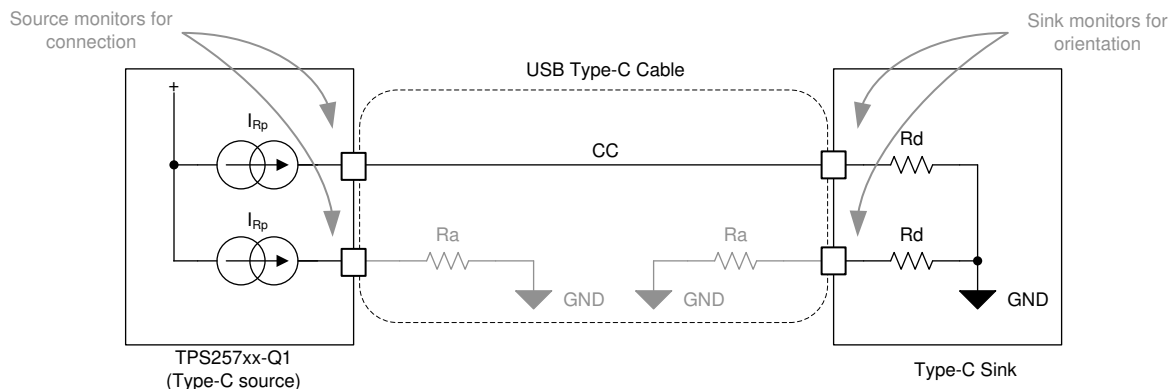 Source monitors for
connection
Sink monitors for
orientation
USB Type-C Cable
+
IRp
CC
Rd
IRp
Ra
Ra
Rd
GND
GND
GND
TPS257xx-Q1
(Type-C source)
Type-C Sink